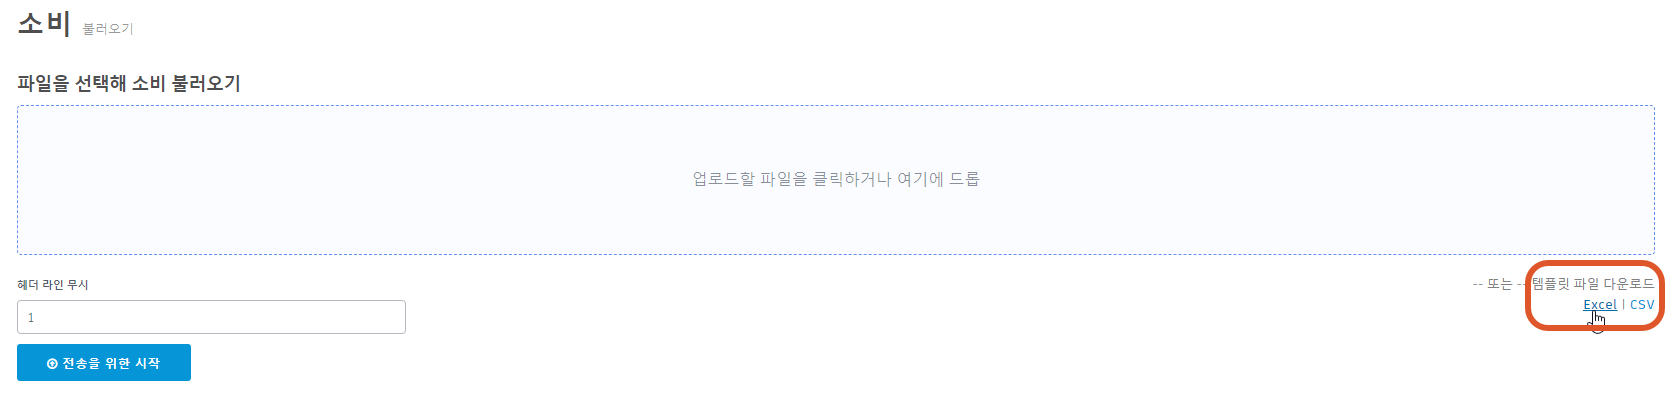 소비 불러오기
파일을 선택해 소비 불러오기
업로드할 파일을 클릭하거나 여기에 드롭
헤더 라인 무시
-- 또는 -- 템플릿 파일 다운로드
Excel | CSV
1
전송을 위한 시작